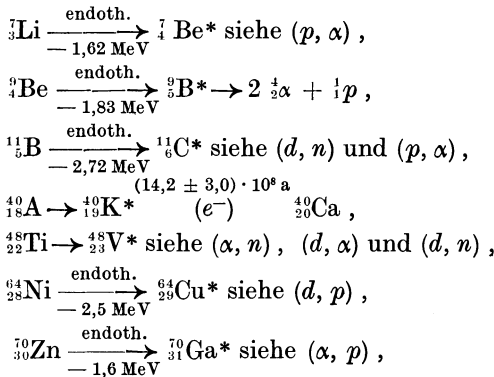 endoth.
⁷₃Li ⟶ ⁷₄Be* siehe (p, α) ,
— 1,62 MeV
endoth.
⁹₄Be ⟶ ⁹₅B* → 2 ⁴₂α + ¹₁p ,
— 1,83 MeV
endoth.
¹¹₅B ⟶ ¹¹₆C* siehe (d, n) und (p, α) ,
— 2,72 MeV
(14,2 ± 3,0) · 10⁸ a
⁴⁰₁₈A → ⁴⁰₁₉K* (e⁻) ⁴⁰₂₀Ca ,
⁴⁸₂₂Ti → ⁴⁸₂₃V* siehe (α, n) , (d, α) und (d, n) ,
endoth.
⁶⁴₂₈Ni ⟶ ⁶⁴₂₉Cu* siehe (d, p) ,
— 2,5 MeV
endoth.
⁷⁰₃₀Zn ⟶ ⁷⁰₃₁Ga* siehe (α, p) ,
— 1,6 MeV